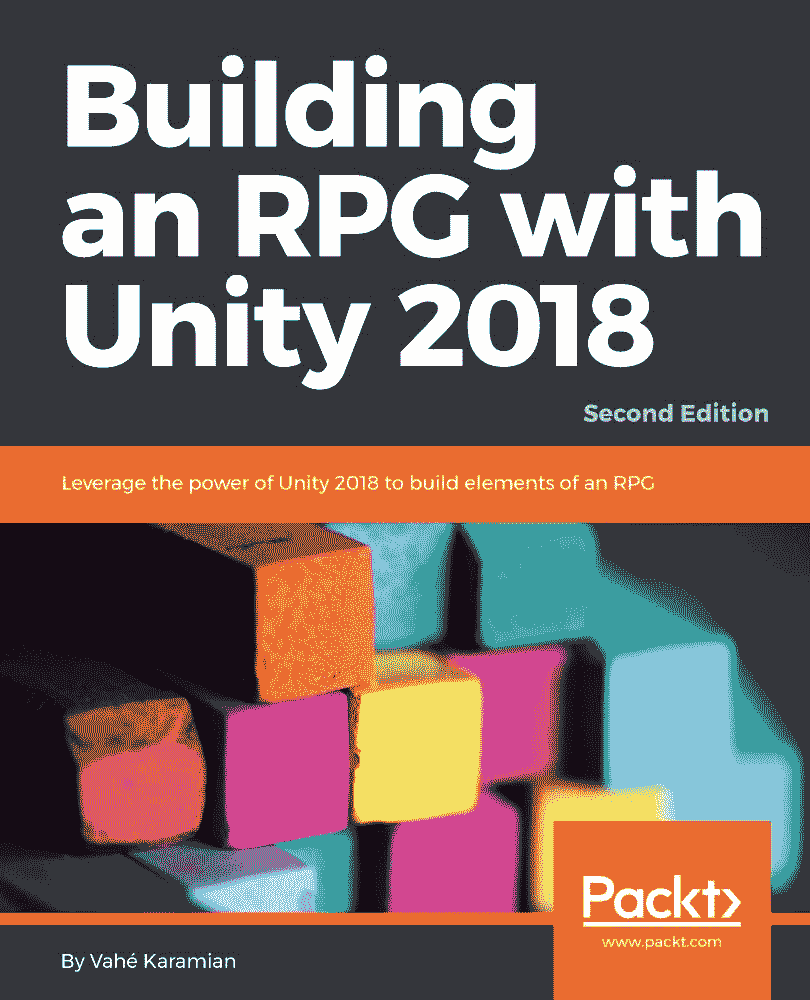 Building
an RPG with
Unity 2018
Second Edition
Leverage the power of Unity 2018 to build elements of an RPG
Packt>
www.packt.com
By Vahé Karamian